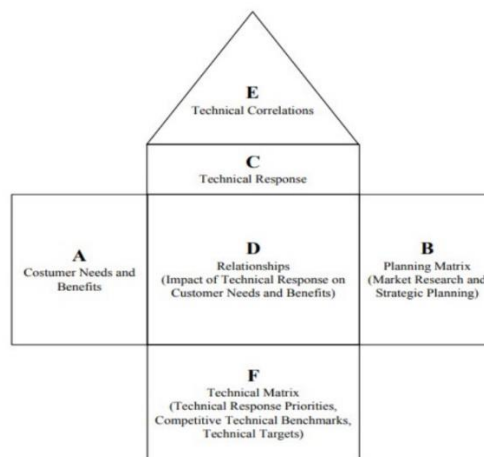 E
Technical Correlations
C
Technical Response
A
Costumer Needs and
Benefits
D
Relationships
(Impact of Technical Response on
Customer Needs and Benefits)
B
Planning Matrix
(Market Research and
Strategic Planning)
F
Technical Matrix
(Technical Response Priorities,
Competitive Technical Benchmarks,
Technical Targets)